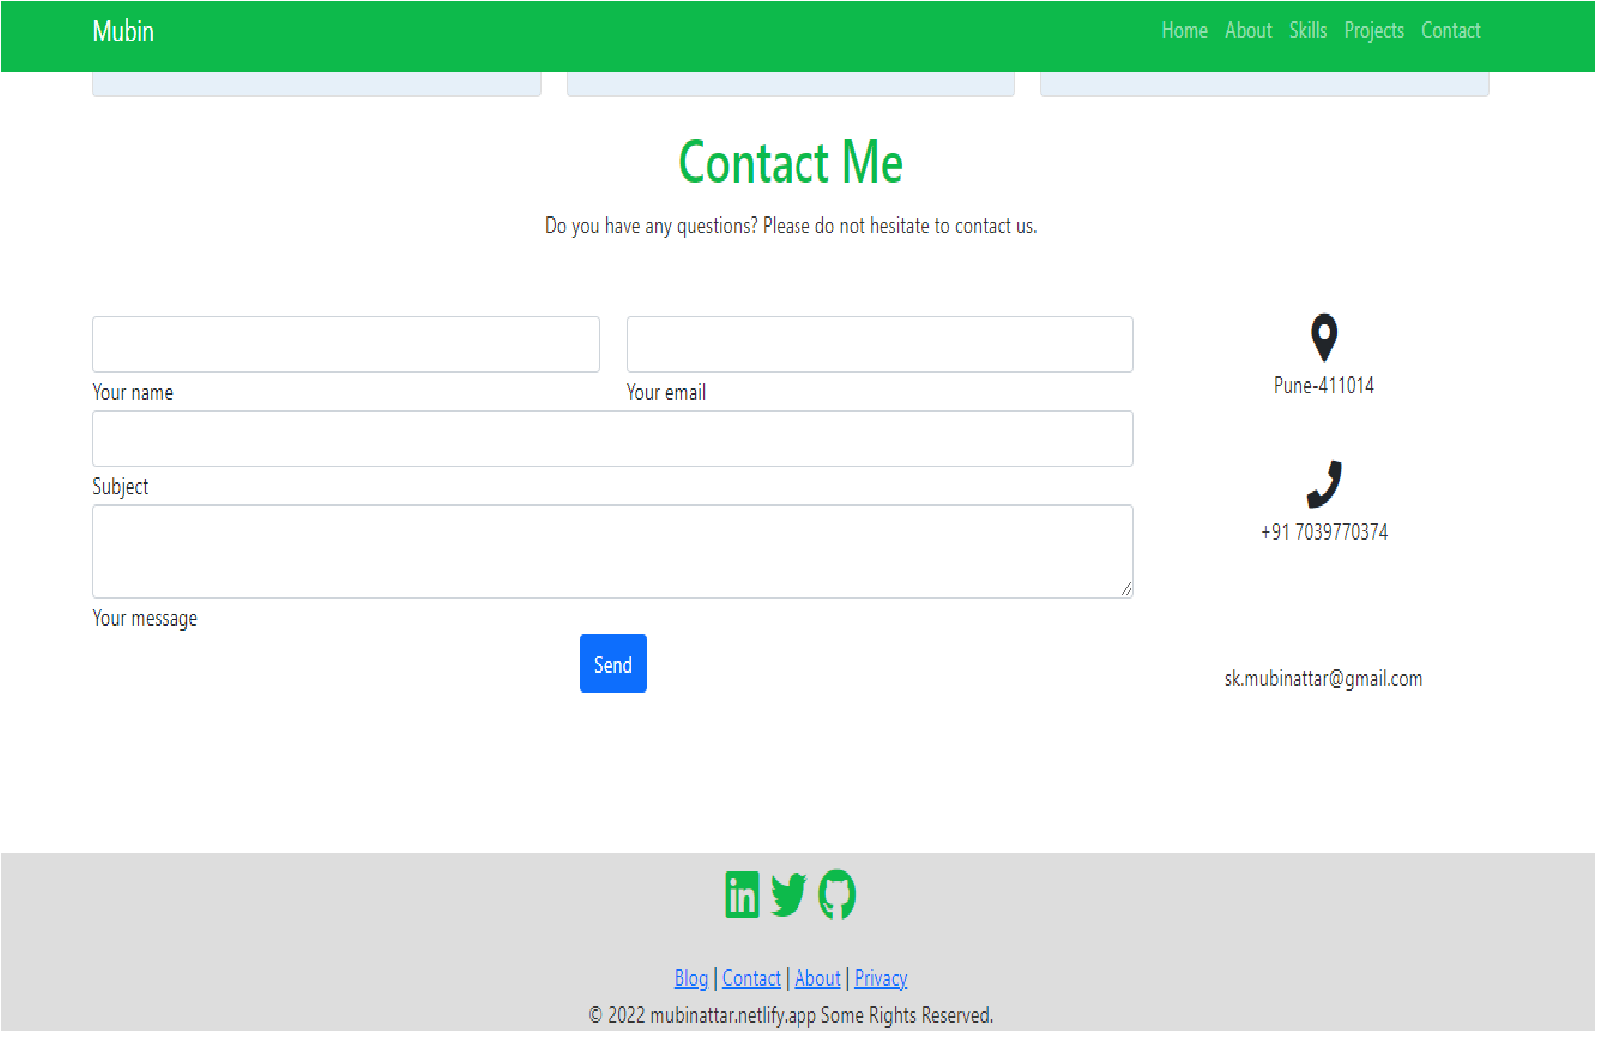 Mubin
Home About Skills Projects Contact
Contact Me
Do you have any questions? Please do not hesitate to contact us.
Your name
Your email
Subject
Your message
Send
Pune-411014
+91 7039770374
sk.mubinattar@gmail.com
in
Blog | Contact | About | Privacy
© 2022 mubinattar.netlify.app Some Rights Reserved.